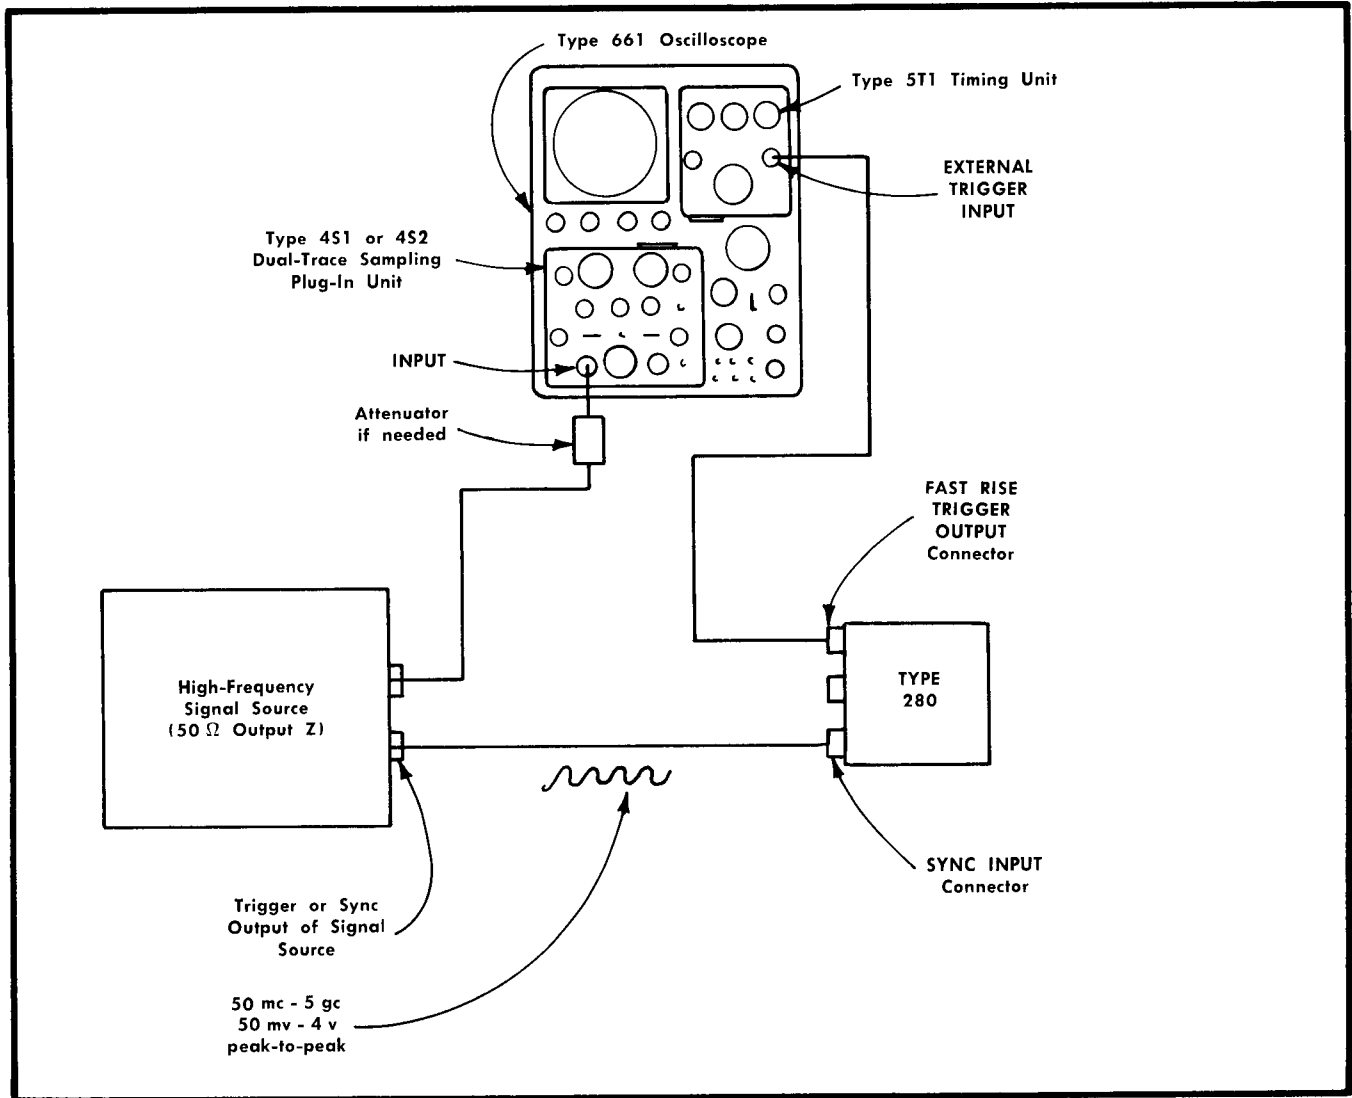 Type 661 Oscilloscope
Type 5T1 Timing Unit
EXTERNAL
TRIGGER
INPUT
Type 4S1 or 4S2
Dual-Trace Sampling
Plug-In Unit
INPUT
Attenuator
if needed
FAST RISE
TRIGGER
OUTPUT
Connector
High-Frequency
Signal Source
(50 Ω Output Z)
TYPE
280
SYNC INPUT
Connector
Trigger or Sync
Output of Signal
Source
50 mc - 5 gc
50 mv - 4 v
peak-to-peak